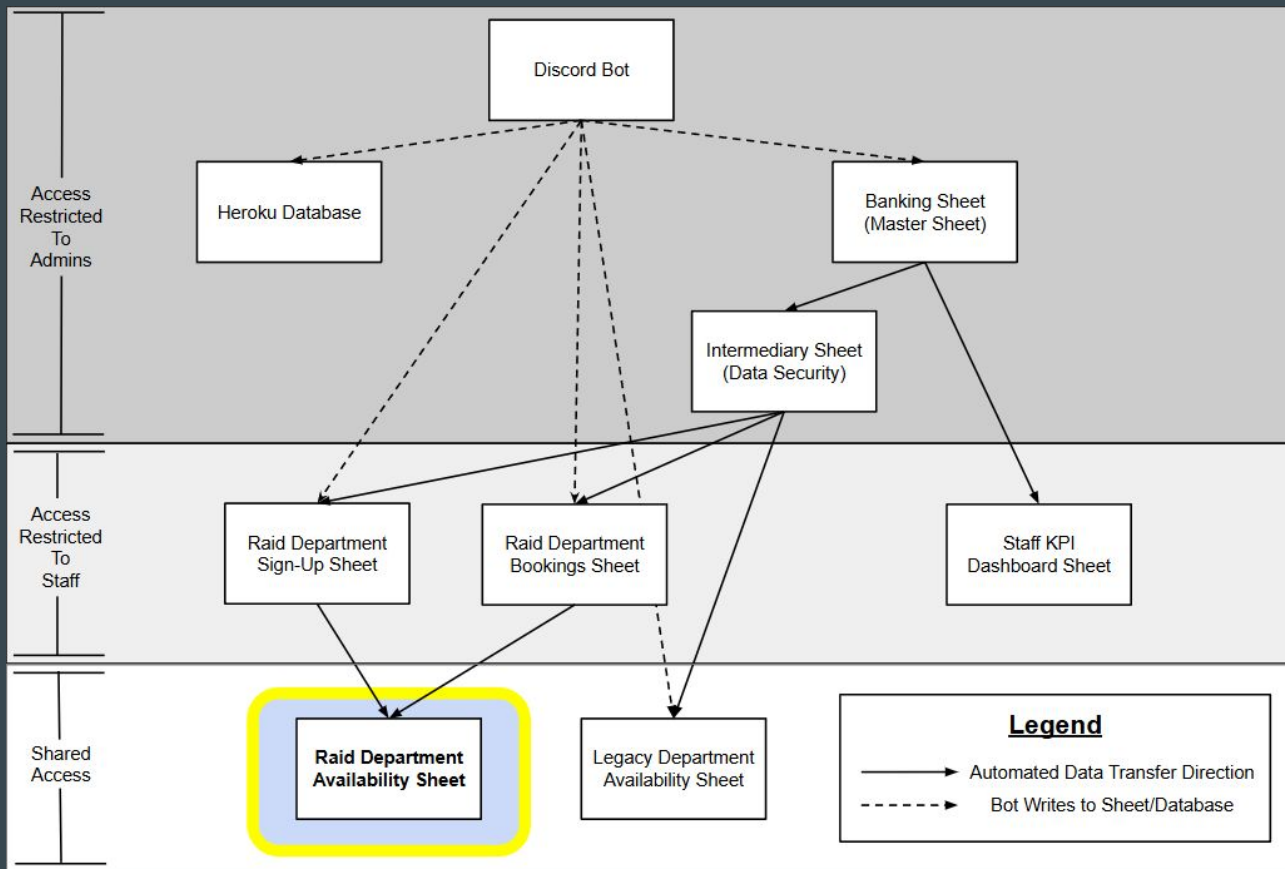 Discord Bot
Access
Restricted
To
Admins
Heroku Database
Banking Sheet
(Master Sheet)
Intermediary Sheet
(Data Security)
Access
Restricted
To
Staff
Raid Department
Sign-Up Sheet
Raid Department
Bookings Sheet
Staff KPI
Dashboard Sheet
Shared
Access
Raid Department
Availability Sheet
Legacy Department
Availability Sheet
Legend
Automated Data Transfer Direction
Bot Writes to Sheet/Database